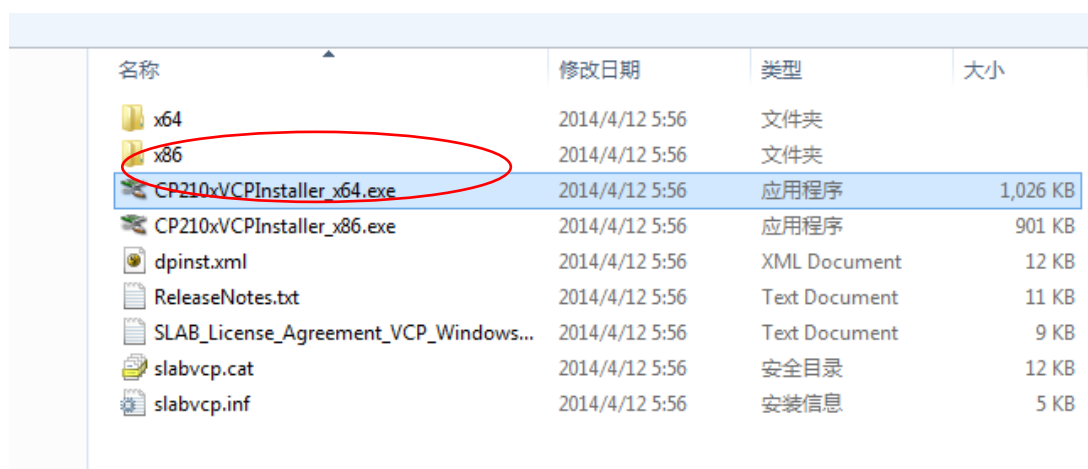 名称 修改日期 类型 大小
x64 2014/4/12 5:56 文件夹
x86 2014/4/12 5:56 文件夹
CP210xVCPInstaller_x64.exe 2014/4/12 5:56 应用程序 1,026 KB
CP210xVCPInstaller_x86.exe 2014/4/12 5:56 应用程序 901 KB
dpinst.xml 2014/4/12 5:56 XML Document 12 KB
ReleaseNotes.txt 2014/4/12 5:56 Text Document 11 KB
SLAB_License_Agreement_VCP_Windows... 2014/4/12 5:56 Text Document 9 KB
slabvcp.cat 2014/4/12 5:56 安全目录 12 KB
slabvcp.inf 2014/4/12 5:56 安装信息 5 KB